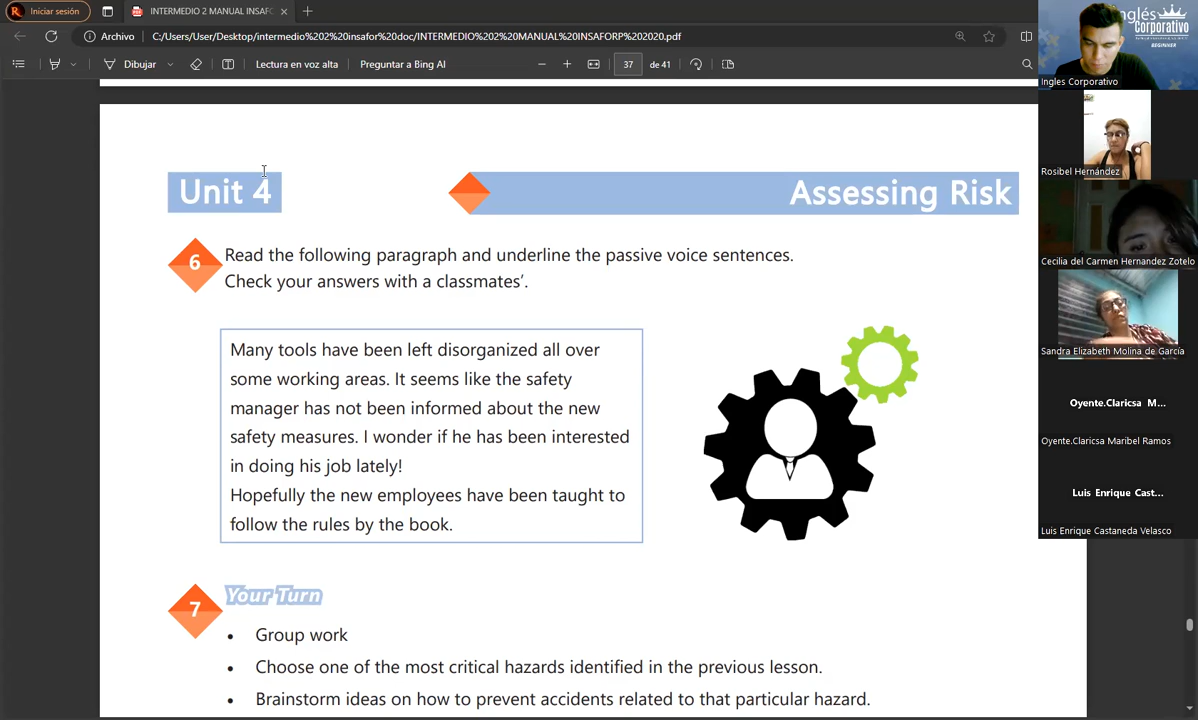 Iniciar sesión
INTERMEDIO 2 MANUAL INSAFO
Archivo
C:/Users/User/Desktop/intermedio%202%20insafor%20doc/INTERMEDIO%202%20MANUAL%20INSAFORP%202020.pdf
Dibujar
Lectura en voz alta
Preguntar a Bing AI
37
de 41
Unit 4
Assessing Risk
6
Read the following paragraph and underline the passive voice sentences.
Check your answers with a classmates’.
Many tools have been left disorganized all over
some working areas. It seems like the safety
manager has not been informed about the new
safety measures. I wonder if he has been interested
in doing his job lately!
Hopefully the new employees have been taught to
follow the rules by the book.
7
Your Turn
• Group work
• Choose one of the most critical hazards identified in the previous lesson.
• Brainstorm ideas on how to prevent accidents related to that particular hazard.
Inglés
Corporativo
BEGINNER
Ingles Corporativo
Rosibel Hernández
Cecilia del Carmen Hernandez Zotelo
Sandra Elizabeth Molina de García
Oyente.Claricsa M...
Oyente.Claricsa Maribel Ramos
Luis Enrique Cast...
Luis Enrique Castaneda Velasco